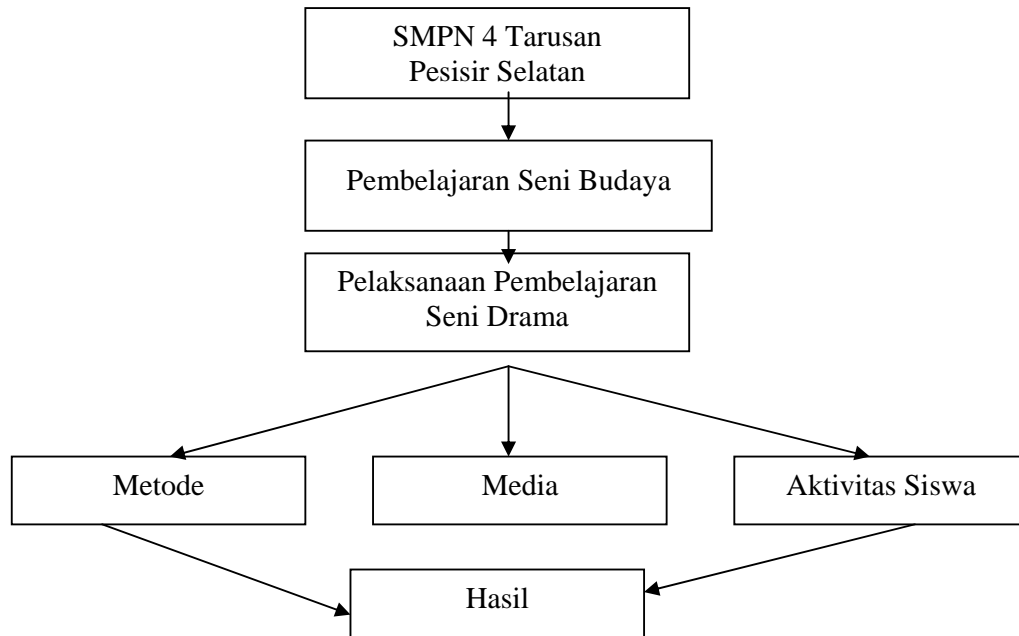 SMPN 4 Tarusan
Pesisir Selatan
Pembelajaran Seni Budaya
Pelaksanaan Pembelajaran
Seni Drama
Metode
Media
Aktivitas Siswa
Hasil